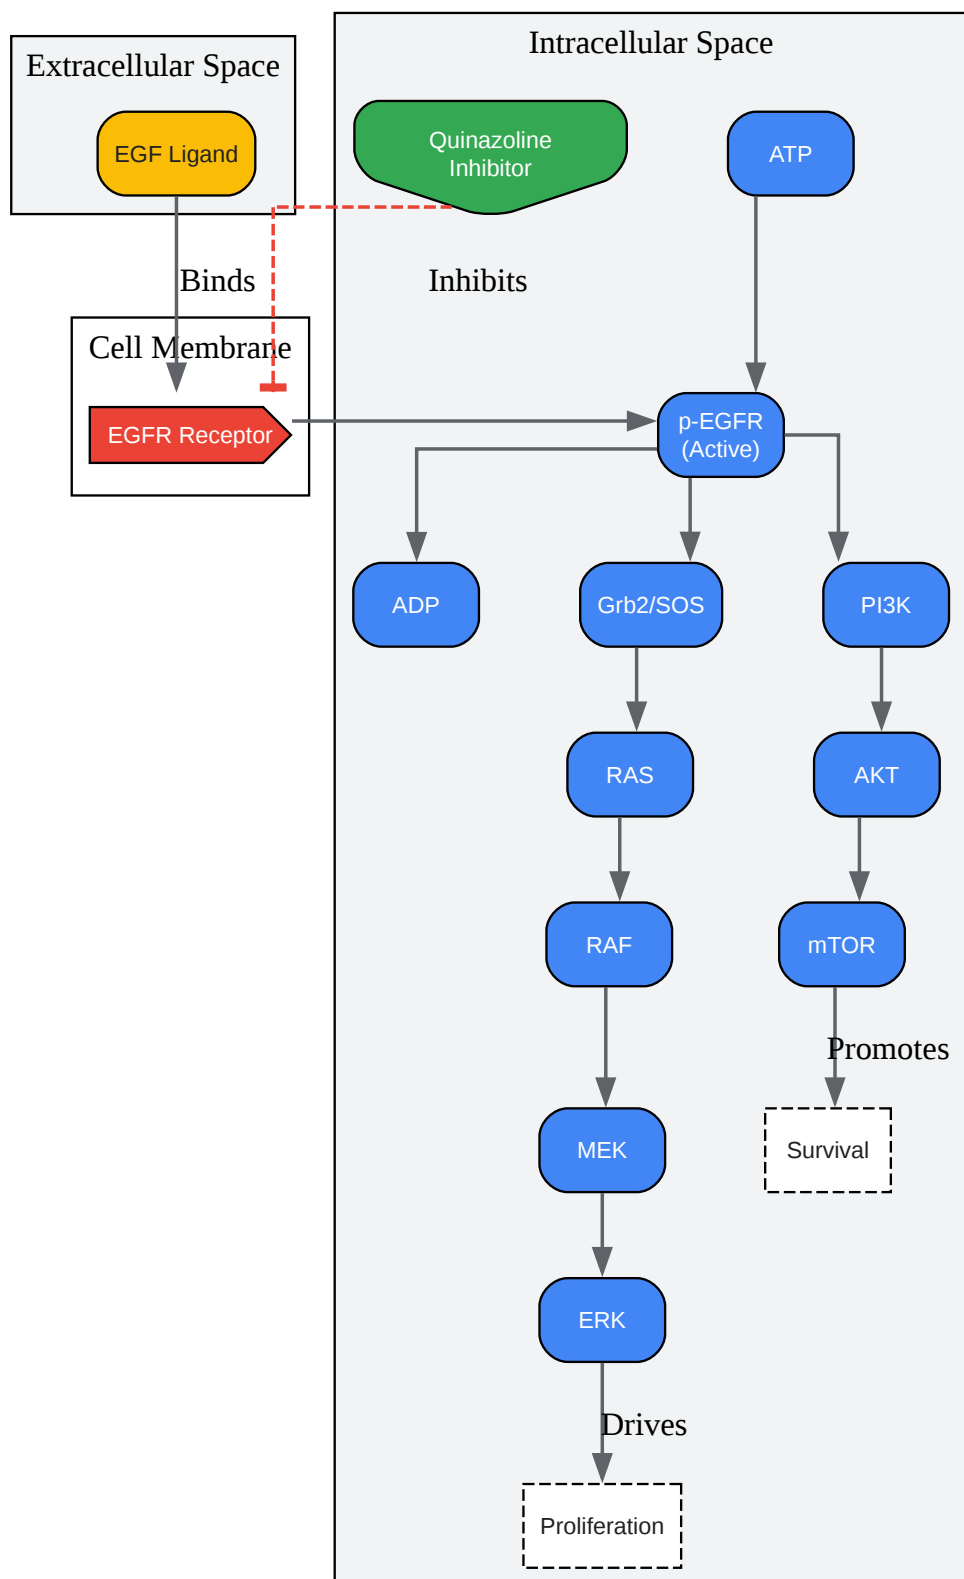 Intracellular Space
Extracellular Space
EGF Ligand
Quinazoline
Inhibitor
ATP
Binds
Inhibits
Cell Membrane
EGFR Receptor
p-EGFR
(Active)
ADP
Grb2/SOS
PI3K
RAS
AKT
RAF
mTOR
Promotes
MEK
Survival
ERK
Drives
Proliferation